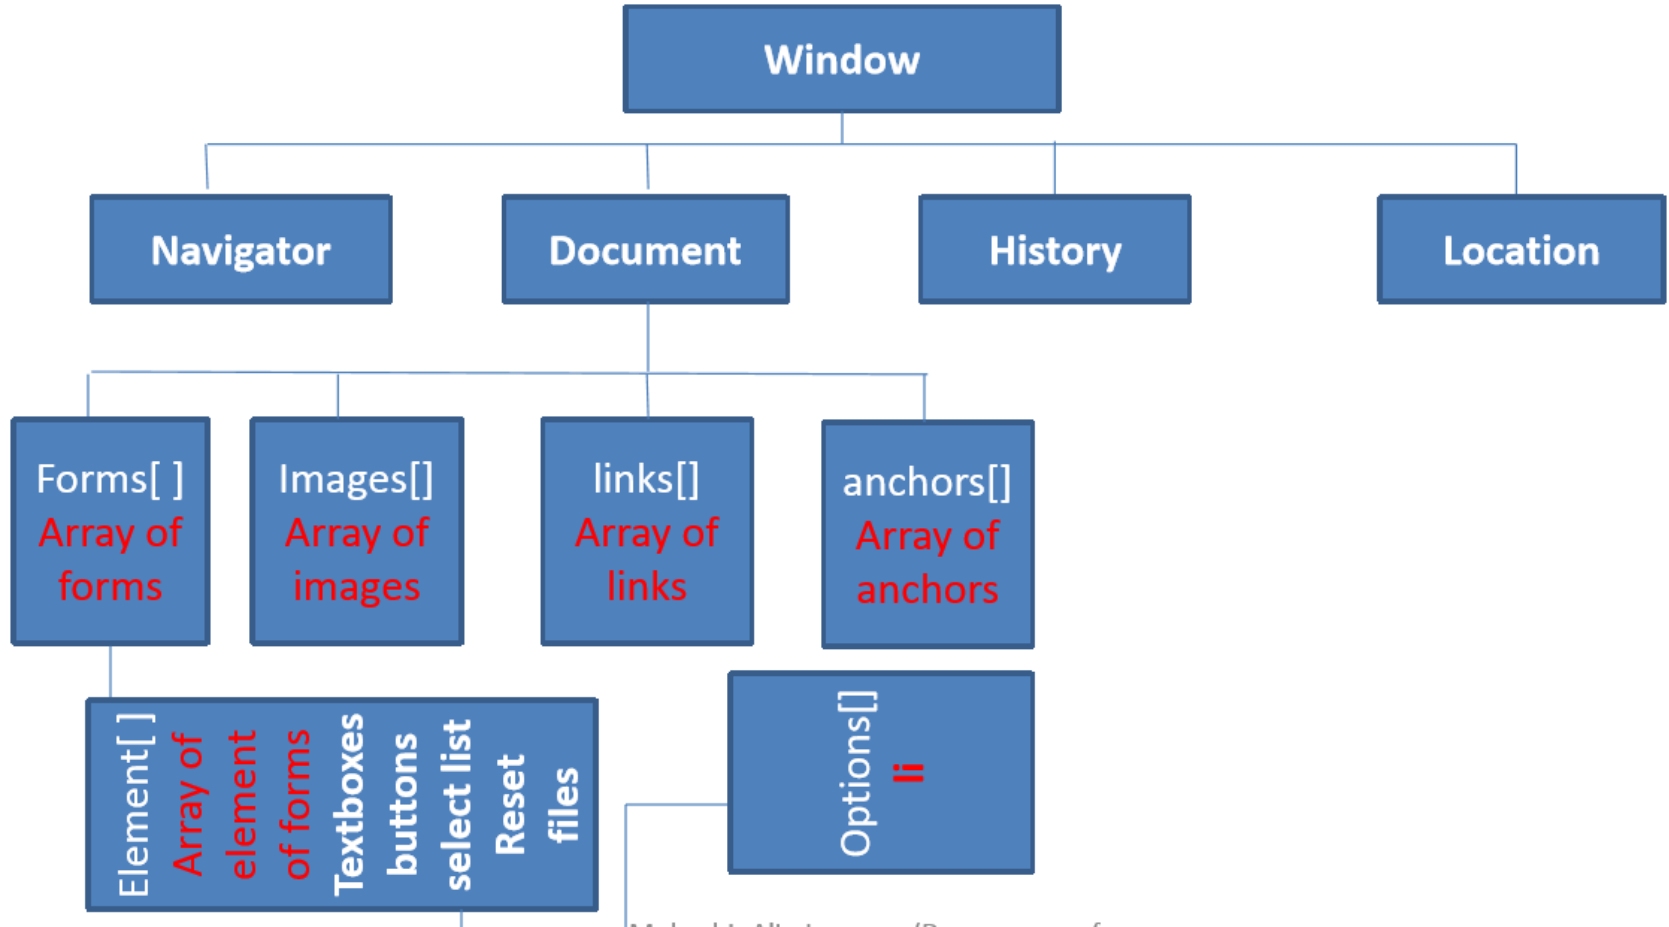 Window
Navigator
Document
History
Location
Forms[ ]
Array of
forms
Images[]
Array of
images
links[]
Array of
links
anchors[]
Array of
anchors
Element[ ]
Array of
element
of forms
Textboxes
buttons
select list
Reset
files
Options[]
li